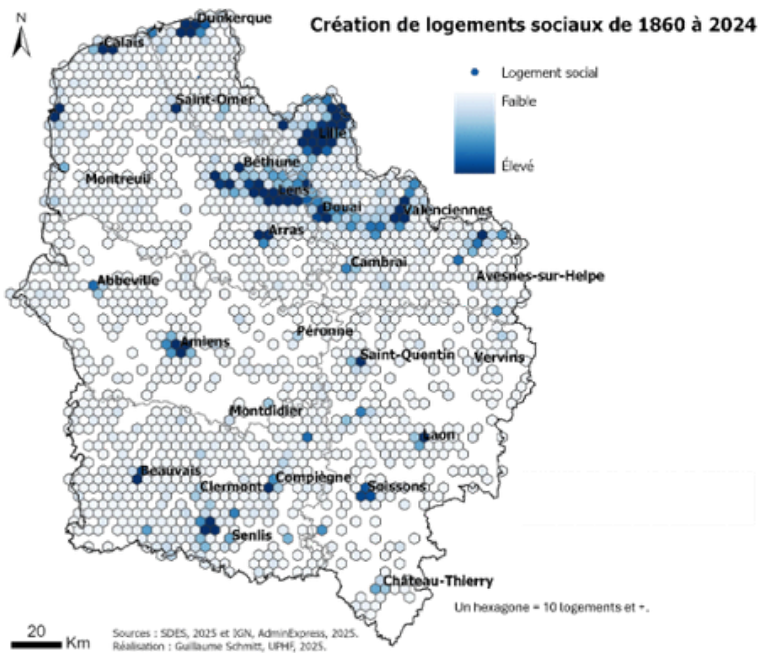 Création de logements sociaux de 1860 à 2024
N
Dunkerque
Calais
Logement social
Faible
Élevé
Saint-Omer
Lille
Béthune
Montreuil
Lens
Douai
Valenciennes
Arras
Cambrai
Avesnes-sur-Helpe
Abbeville
Péronne
Amiens
Saint-Quentin
Vervins
Montdidier
Laon
Beauvais
Compiègne
Clermont
Soissons
Senlis
Château-Thierry
Un hexagone = 10 logements et +.
20
Km
Sources : SDES, 2025 et IGN, AdminExpress, 2025.
Réalisation : Guillaume Schmitt, UPHF, 2025.